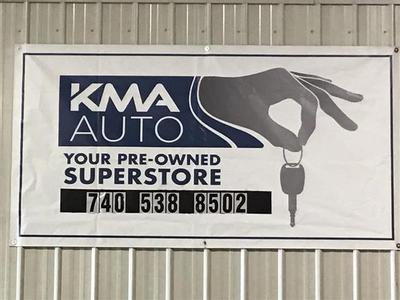 KMA
AUTO
YOUR PRE-OWNED
SUPERSTORE
740 538 8502